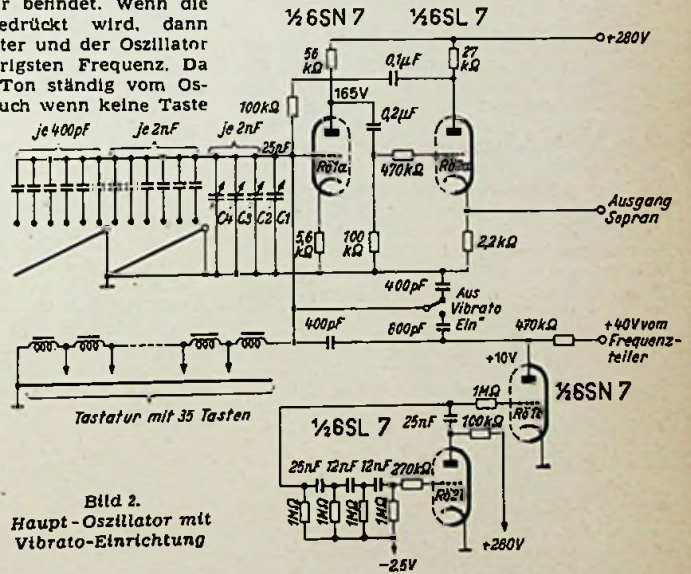 r befindet. Wenn die
edrückt wird, dann
ter und der Oszillator
rigsten Frequenz. Da
Ton ständig vom Os-
uch wenn keine Taste
½6SN 7
½6SL 7
56
kΩ
27
kΩ
+280V
0,1µF
165V
100kΩ
0,2µF
je 400pF
je 2nF
je 2nF
25nF
Rö1a
470kΩ
Rö2a
C4
C3
C2
C1
Ausgang
Sopran
5,6
kΩ
100
kΩ
2,2kΩ
400pF
Aus
Vibrato
Ein"
400pF
800pF
470kΩ
+40V vom
Frequenz-
teiler
+10V
½6SN 7
Tastatur mit 35 Tasten
1MΩ
½6SL 7
25nF
100kΩ
25nF
12nF
12nF
270kΩ
1MΩ
1MΩ
1MΩ
1MΩ
+280V
-2,5V
Bild 2.
Haupt-Oszillator mit
Vibrato-Einrichtung